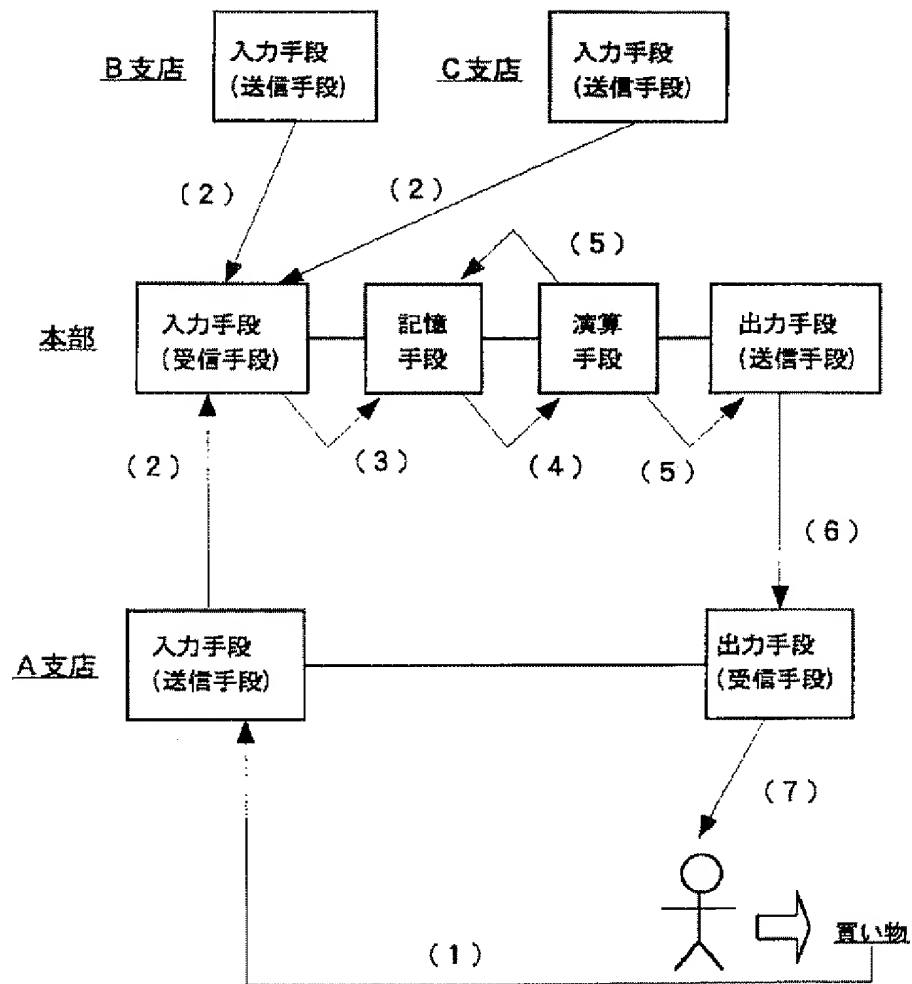 B支店
入力手段
(送信手段)
C支店
入力手段
(送信手段)
(2)
(2)
(5)
本部
入力手段
(受信手段)
記憶
手段
演算
手段
出力手段
(送信手段)
(2)
(3)
(4)
(5)
(6)
A支店
入力手段
(送信手段)
出力手段
(受信手段)
(7)
買い物
(1)